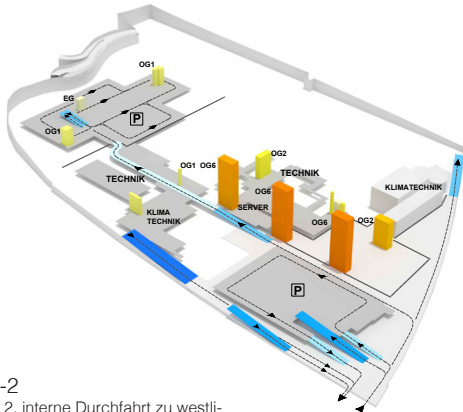 OG1
EG
P
OG1
OG1
OG6
OG2
TECHNIK
TECHNIK
KLIMATECHNIK
OG6
SERVER
KLIMA
TECHNIK
OG6
OG2
P
-2
2. interne Durchfahrt zu westli-